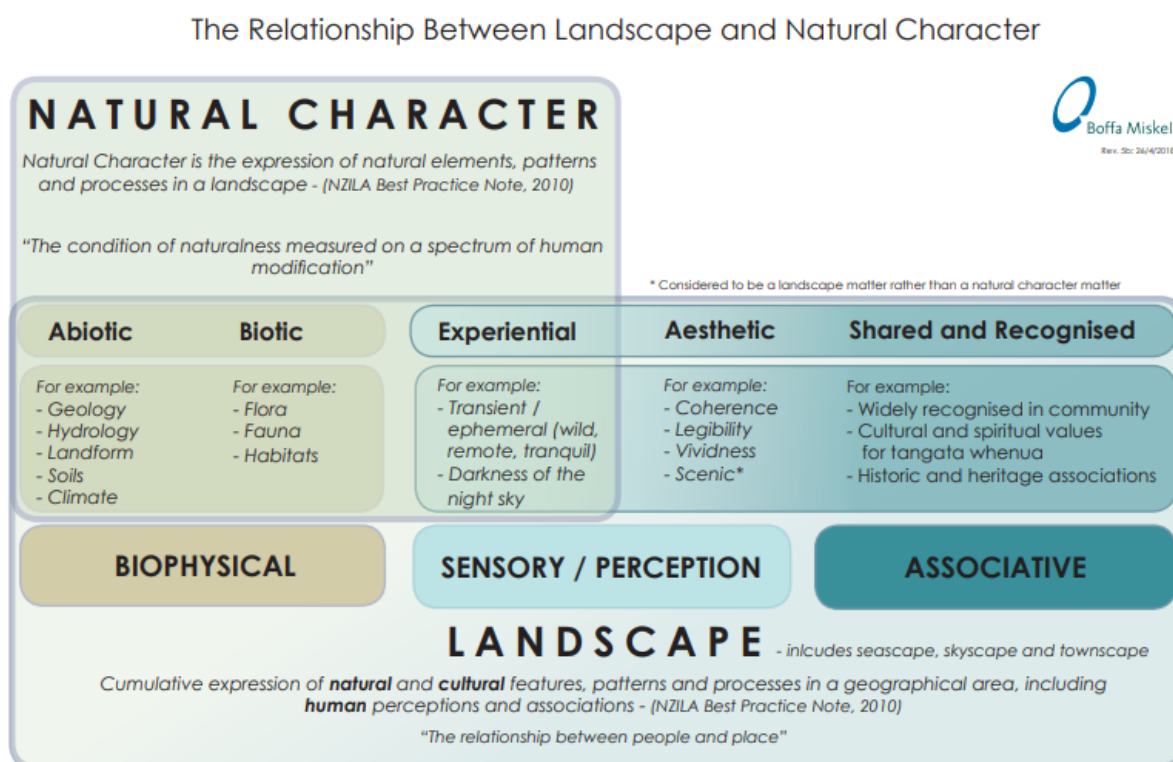 The Relationship Between Landscape and Natural Character
NATURAL CHARACTER
Natural Character is the expression of natural elements, patterns
and processes in a landscape - (NZILA Best Practice Note, 2010)
“The condition of naturalness measured on a spectrum of human
modification”
Boffa Miskel
Rev. 5b: 26/4/2018
* Considered to be a landscape matter rather than a natural character matter
Abiotic
For example:
- Geology
- Hydrology
- Landform
- Soils
- Climate
Biotic
For example:
- Flora
- Fauna
- Habitats
Experiential
For example:
- Transient /
ephemeral (wild,
remote, tranquil)
- Darkness of the
night sky
Aesthetic
For example:
- Coherence
- Legibility
- Vividness
- Scenic*
Shared and Recognised
For example:
- Widely recognised in community
- Cultural and spiritual values
for tangata whenua
- Historic and heritage associations
BIOPHYSICAL
SENSORY / PERCEPTION
ASSOCIATIVE
LANDSCAPE - inlcudes seascape, skyscape and townscape
Cumulative expression of natural and cultural features, patterns and processes in a geographical area, including
human perceptions and associations - (NZILA Best Practice Note, 2010)
“The relationship between people and place”